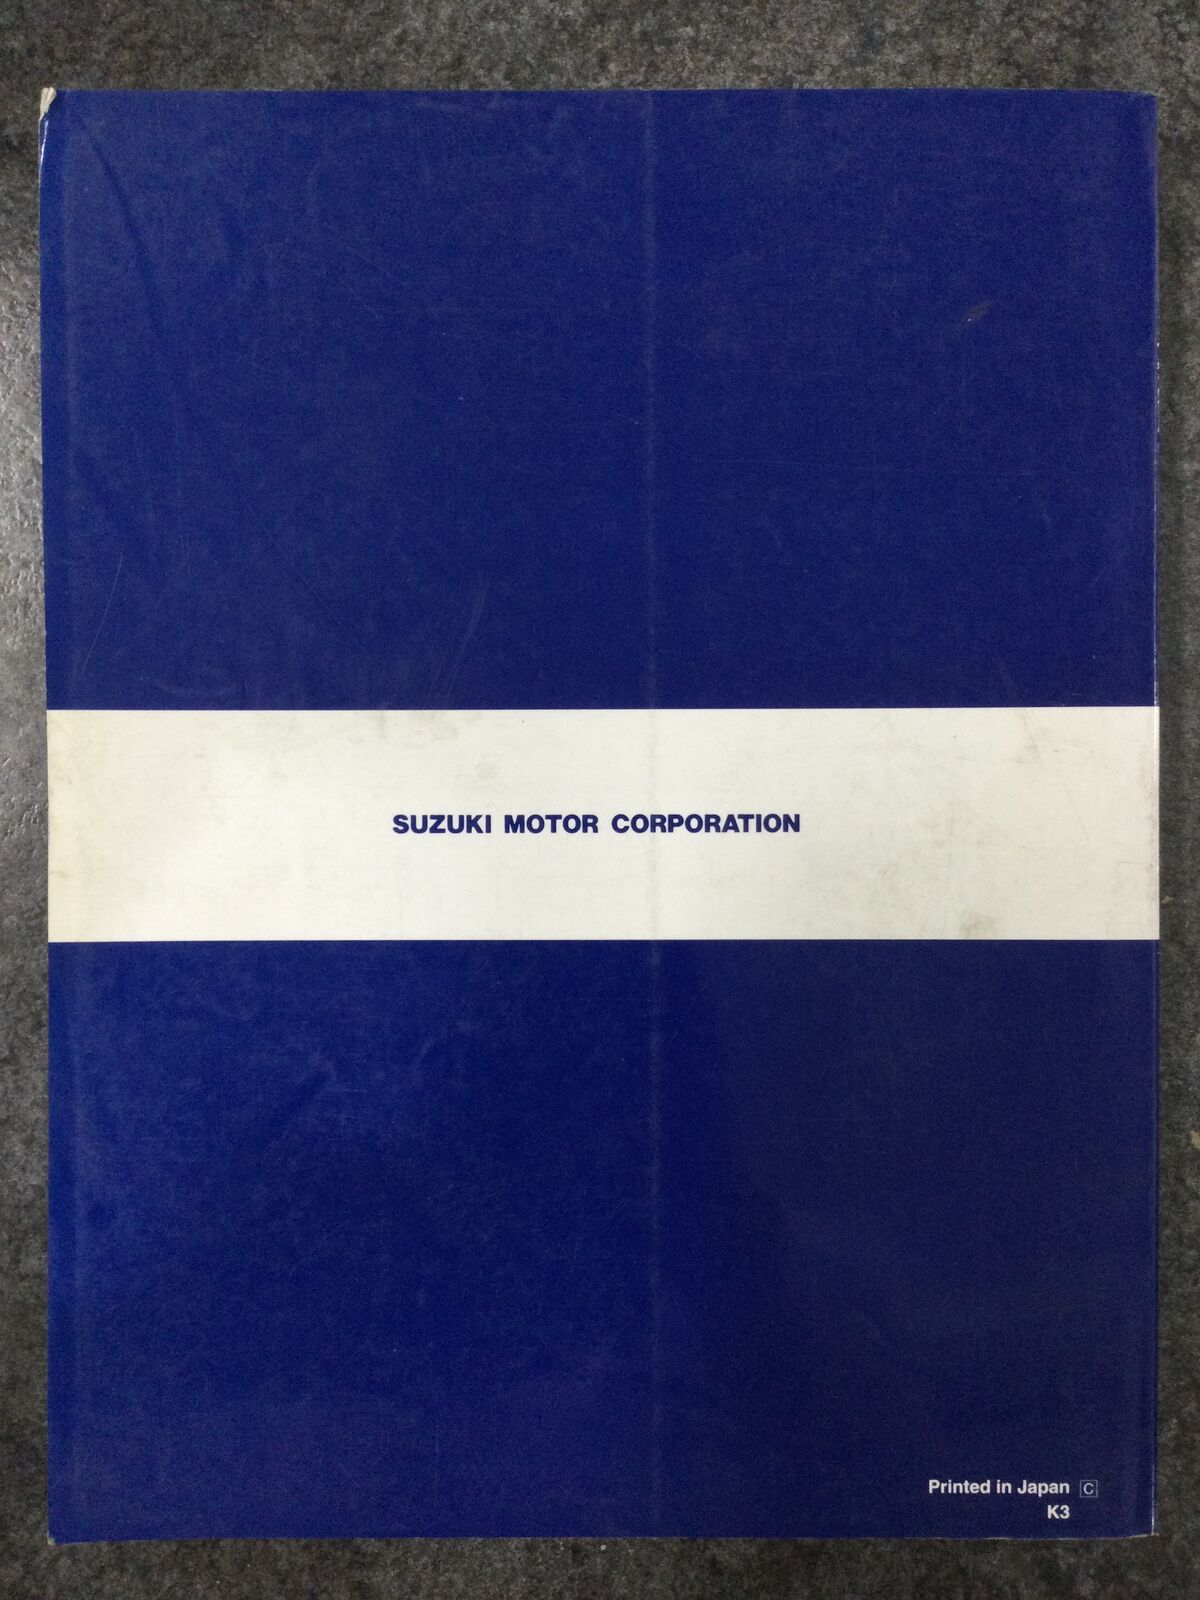 SUZUKI MOTOR CORPORATION
Printed in Japan C
K3